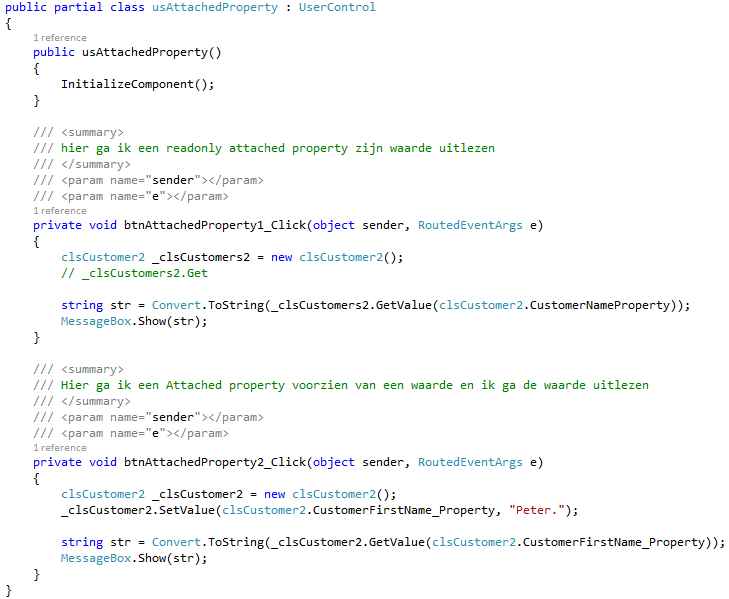 public partial class usAttachedProperty : UserControl
{
1 reference
public usAttachedProperty()
{
InitializeComponent();
}
/// <summary>
/// hier ga ik een readonly attached property zijn waarde uitlezen
/// </summary>
/// <param name="sender"></param>
/// <param name="e"></param>
1 reference
private void btnAttachedProperty1_Click(object sender, RoutedEventArgs e)
{
clsCustomer2 _clsCustomers2 = new clsCustomer2();
// _clsCustomers2.Get
string str = Convert.ToString(_clsCustomers2.GetValue(clsCustomer2.CustomerNameProperty));
MessageBox.Show(str);
}
/// <summary>
/// Hier ga ik een Attached property voorzien van een waarde en ik ga de waarde uitlezen
/// </summary>
/// <param name="sender"></param>
/// <param name="e"></param>
1 reference
private void btnAttachedProperty2_Click(object sender, RoutedEventArgs e)
{
clsCustomer2 _clsCustomer2 = new clsCustomer2();
_clsCustomer2.SetValue(clsCustomer2.CustomerFirstName_Property, "Peter.");
string str = Convert.ToString(_clsCustomer2.GetValue(clsCustomer2.CustomerFirstName_Property));
MessageBox.Show(str);
}
}